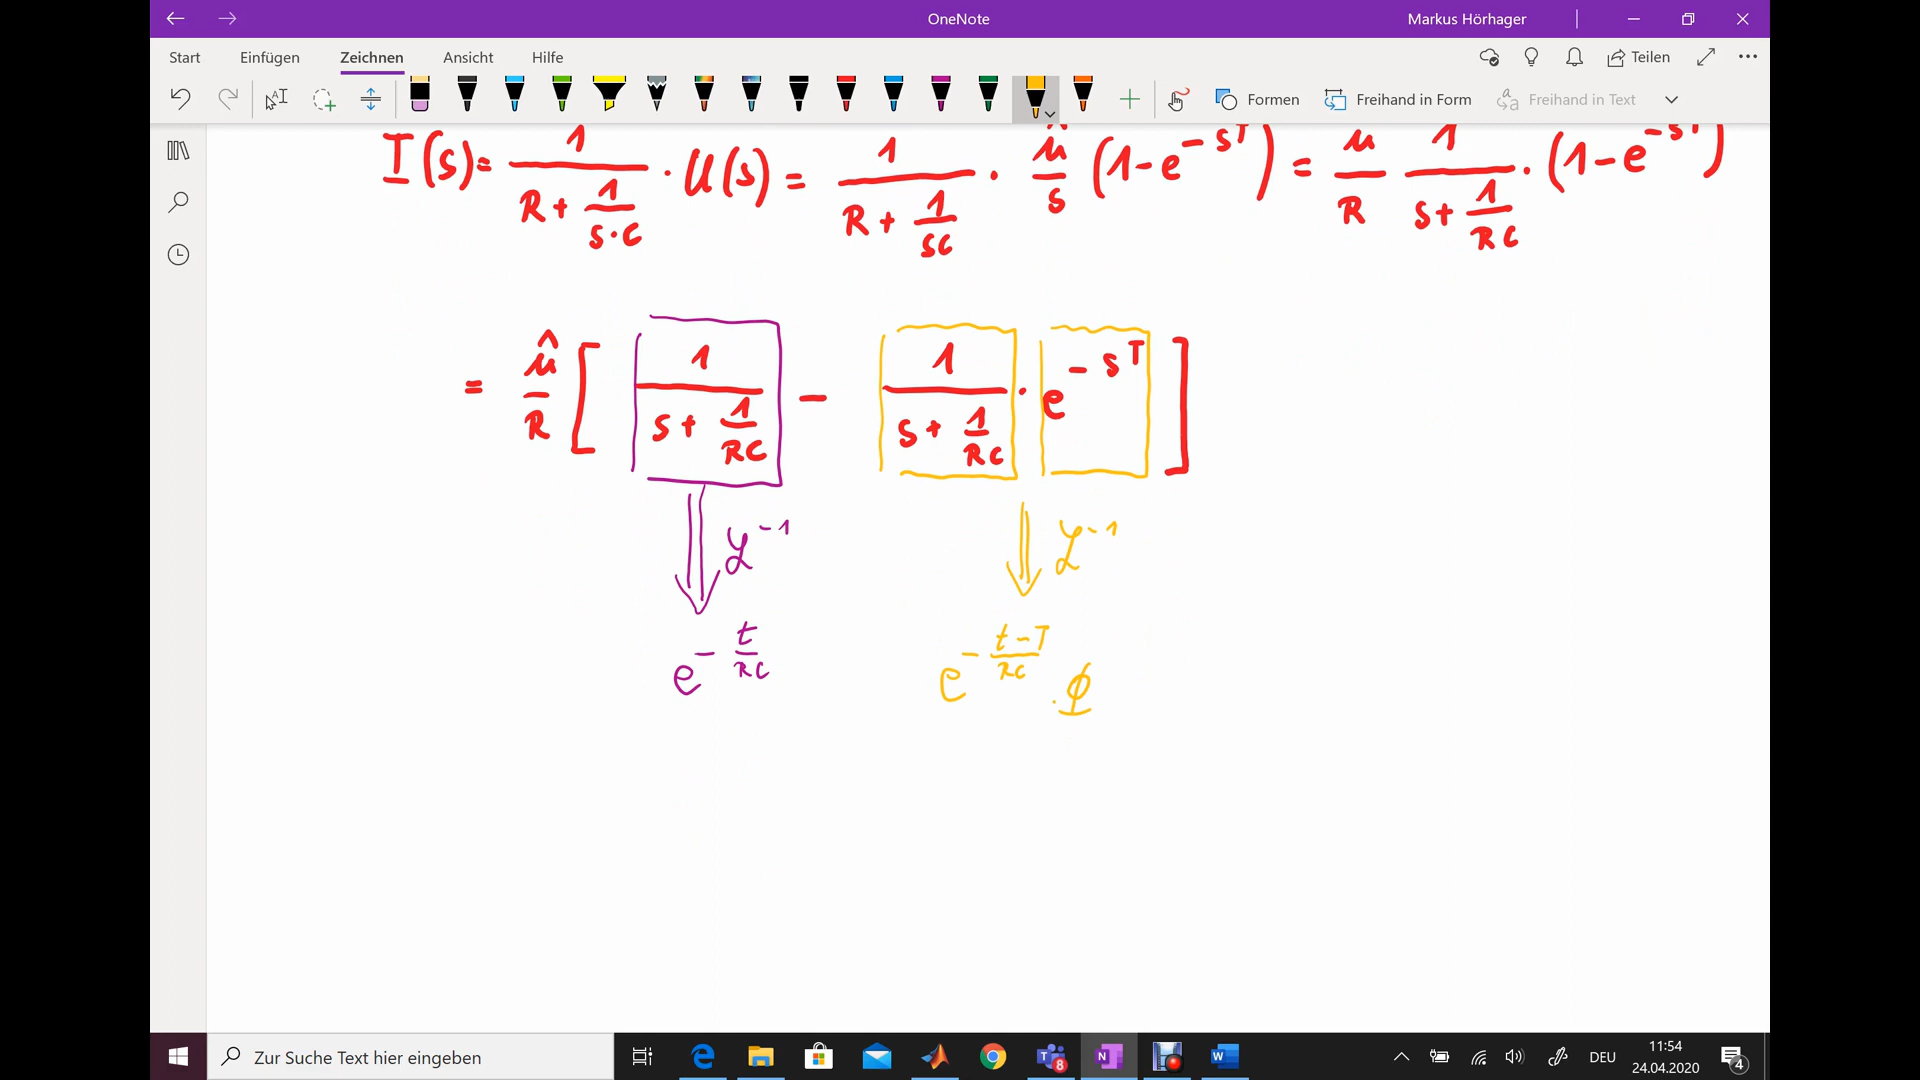 OneNote
Markus Hörhager
Start Einfügen Zeichnen Ansicht Hilfe
Teilen
Formen Freihand in Form Freihand in Text
I(s)= 1/(R+ 1/(s·C)) · U(s) = 1/(R + 1/(sC)) · û/s (1-e^{-sT}) = u/R 1/(s+ 1/(RC)) · (1-e^{-sT})
= û/R [ 1/(s+ 1/(RC)) - 1/(s+ 1/(RC)) · e^{-sT} ]
ℒ^{-1} ℒ^{-1}
e^{- t/(RC)} e^{- (t-T)/(RC)} · Φ
Zur Suche Text hier eingeben
8
DEU
11:54
24.04.2020
4